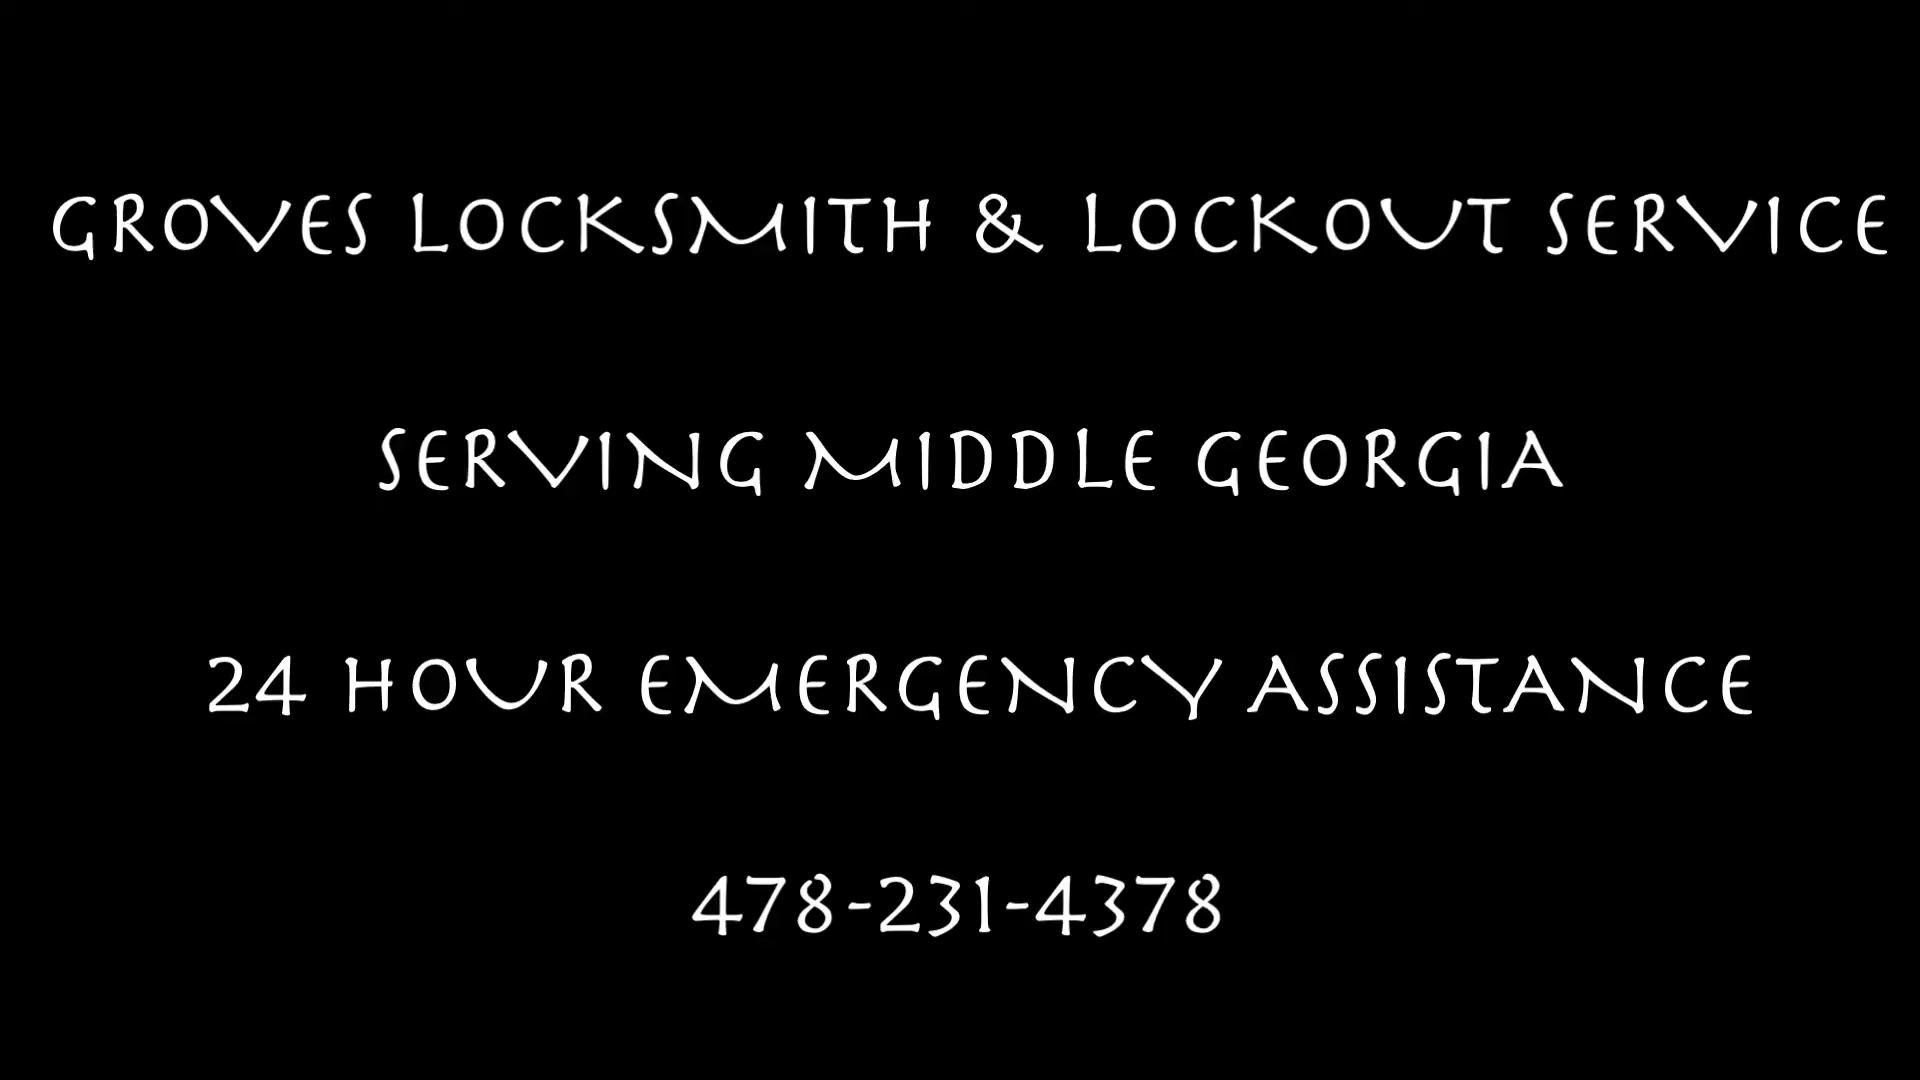 GROVES LOCKSMITH & LOCKOUT SERVICE
SERVING MIDDLE GEORGIA
24 HOUR EMERGENCY ASSISTANCE
478-231-4378